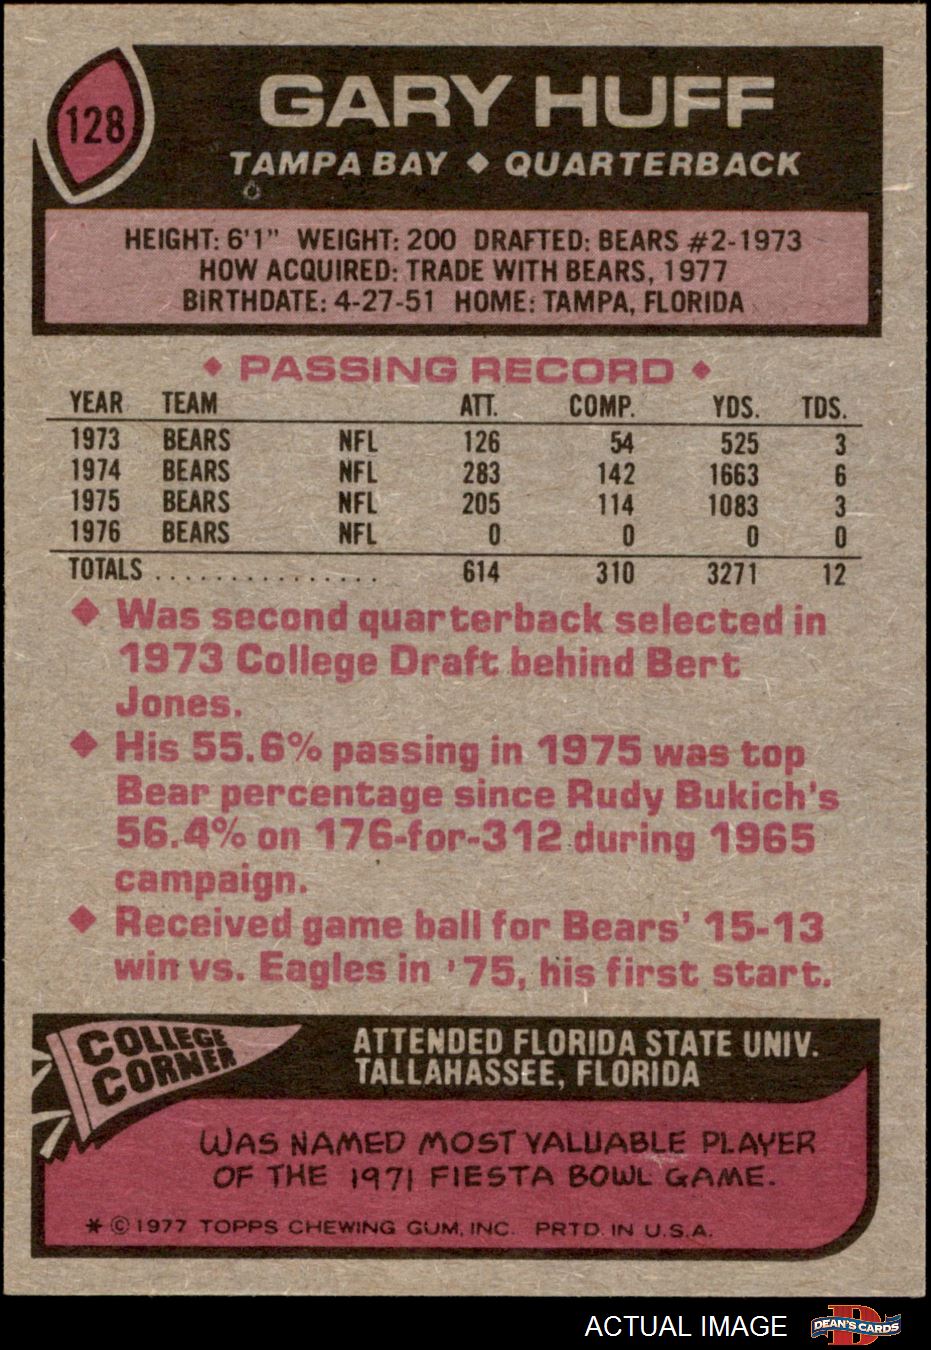 128
GARY HUFF
TAMPA BAY ◆ QUARTERBACK
HEIGHT: 6'1" WEIGHT: 200 DRAFTED: BEARS #2-1973
HOW ACQUIRED: TRADE WITH BEARS, 1977
BIRTHDATE: 4-27-51 HOME: TAMPA, FLORIDA
◆ PASSING RECORD ◆
YEAR TEAM ATT. COMP. YDS. TDS.
1973 BEARS NFL 126 54 525 3
1974 BEARS NFL 283 142 1663 6
1975 BEARS NFL 205 114 1083 3
1976 BEARS NFL 0 0 0 0
TOTALS ................ 614 310 3271 12
◆ Was second quarterback selected in
1973 College Draft behind Bert
Jones.
◆ His 55.6% passing in 1975 was top
Bear percentage since Rudy Bukich's
56.4% on 176-for-312 during 1965
campaign.
◆ Received game ball for Bears' 15-13
win vs. Eagles in '75, his first start.
COLLEGE
CORNER
ATTENDED FLORIDA STATE UNIV.
TALLAHASSEE, FLORIDA
WAS NAMED MOST VALUABLE PLAYER
OF THE 1971 FIESTA BOWL GAME.
* © 1977 TOPPS CHEWING GUM, INC. PRTD. IN U.S.A.
ACTUAL IMAGE
D
DEAN'S CARDS